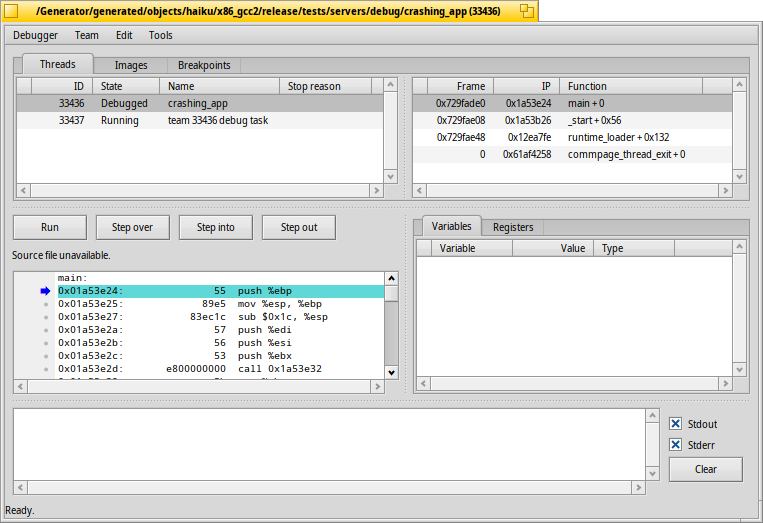 /Generator/generated/objects/haiku/x86_gcc2/release/tests/servers/debug/crashing_app (33436)
Debugger Team Edit Tools
Threads Images Breakpoints
ID State Name Stop reason
33436 Debugged crashing_app
33437 Running team 33436 debug task
Frame IP Function
0x729fade0 0x1a53e24 main + 0
0x729fae08 0x1a53b26 _start + 0x56
0x729fae48 0x12ea7fe runtime_loader + 0x132
0 0x61af4258 commpage_thread_exit + 0
Run Step over Step into Step out
Source file unavailable.
main:
0x01a53e24: 55 push %ebp
0x01a53e25: 89e5 mov %esp, %ebp
0x01a53e27: 83ec1c sub $0x1c, %esp
0x01a53e2a: 57 push %edi
0x01a53e2b: 56 push %esi
0x01a53e2c: 53 push %ebx
0x01a53e2d: e800000000 call 0x1a53e32
Variables Registers
Variable Value Type
Stdout
Stderr
Clear
Ready.